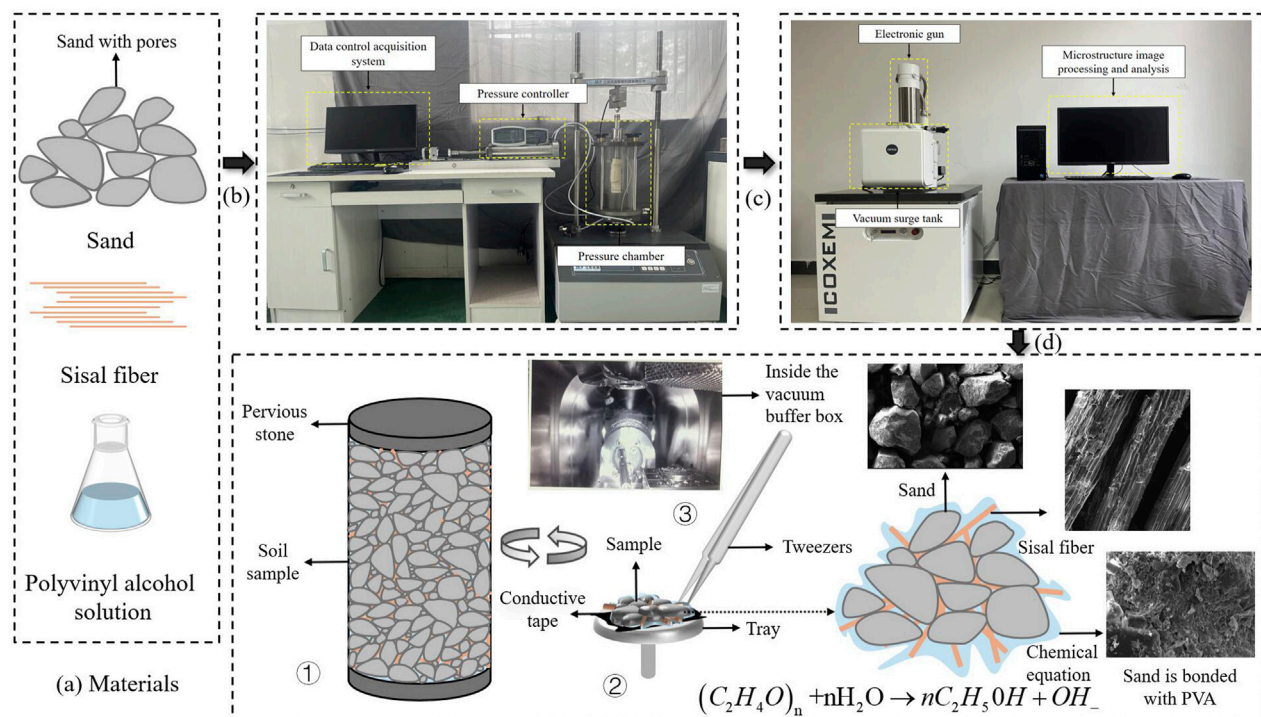 Sand with pores
Sand
Sisal fiber
Polyvinyl alcohol
solution
(a) Materials
(b)
Data control acquisition
system
Pressure controller
Pressure chamber
(c)
Electronic gun
Vacuum surge tank
COXEM
Microstructure image
processing and analysis
(d)
Pervious
stone
Soil
sample
①
Inside the
vacuum
buffer box
③
Tweezers
Sample
Conductive
tape
Tray
②
Sand
Sisal fiber
Chemical
equation
Sand is bonded
with PVA
(C₂H₄O)ₙ +nH₂O → nC₂H₅0H + OH₋